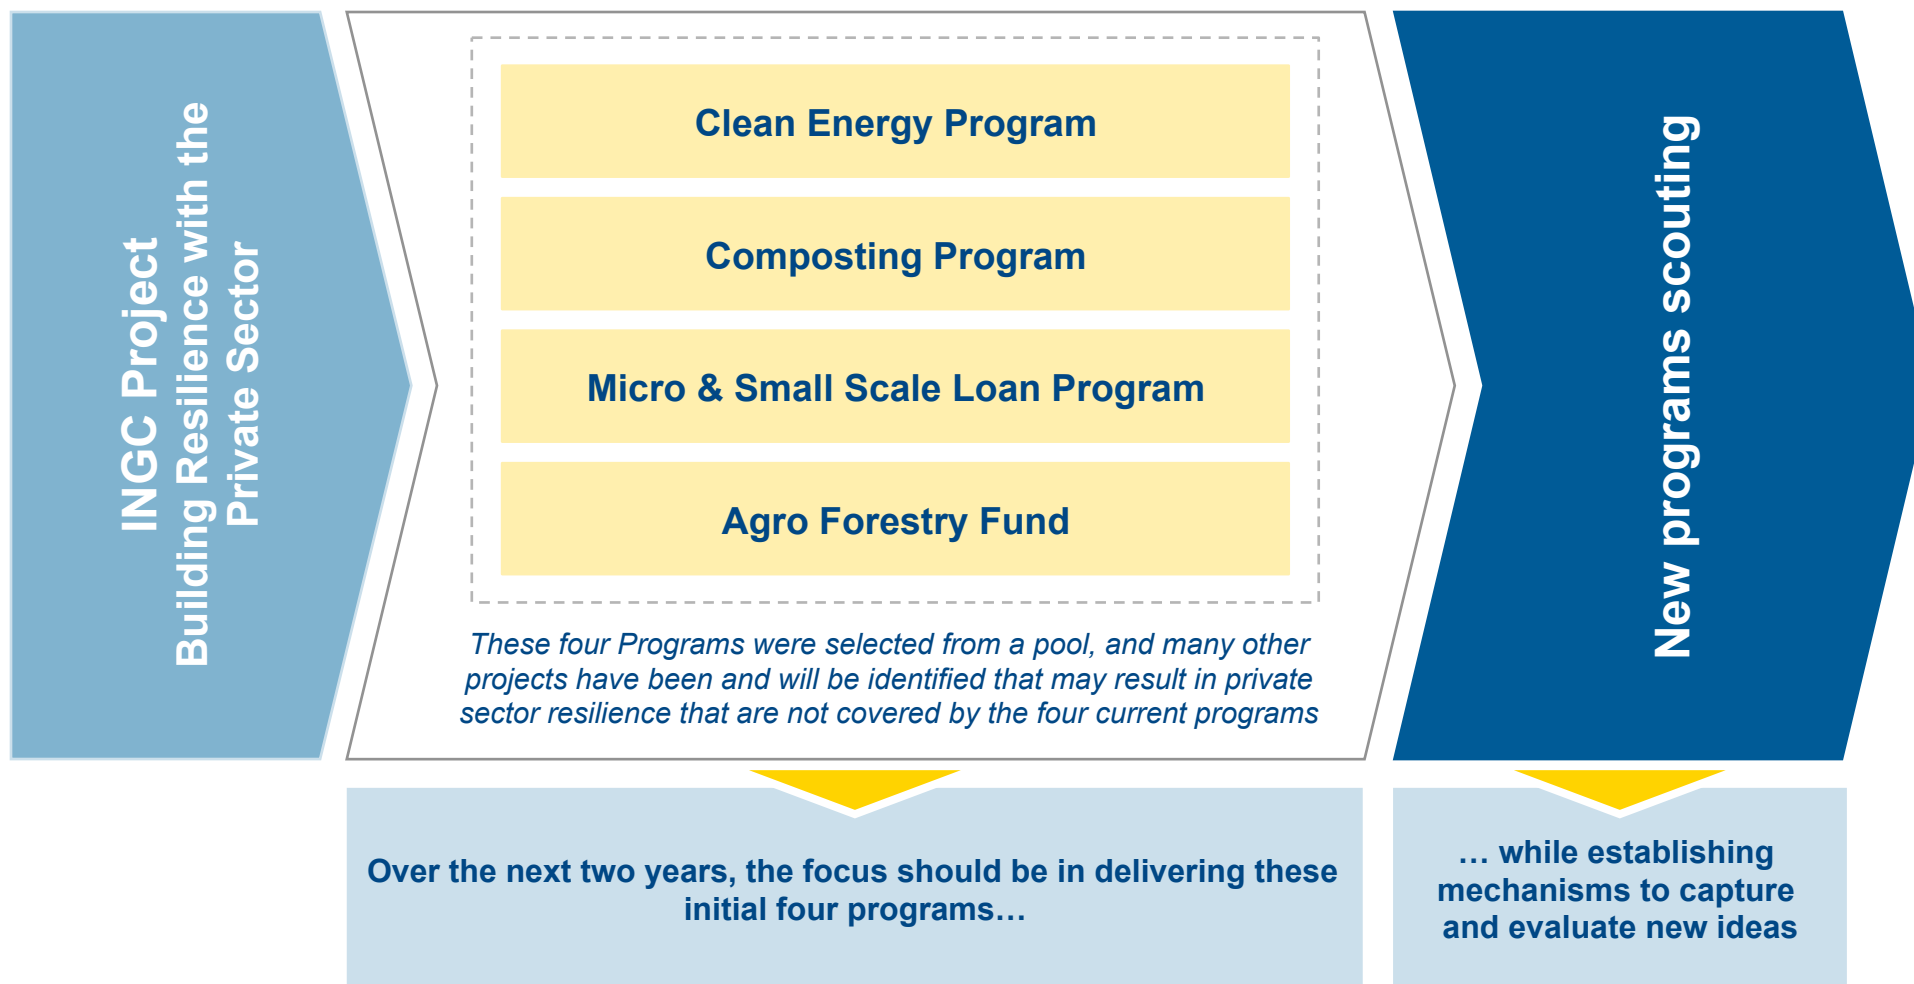 INGC Project
Building Resilience with the
Private Sector
Clean Energy Program
Composting Program
Micro & Small Scale Loan Program
Agro Forestry Fund
These four Programs were selected from a pool, and many other
projects have been and will be identified that may result in private
sector resilience that are not covered by the four current programs
New programs scouting
Over the next two years, the focus should be in delivering these
initial four programs…
… while establishing
mechanisms to capture
and evaluate new ideas